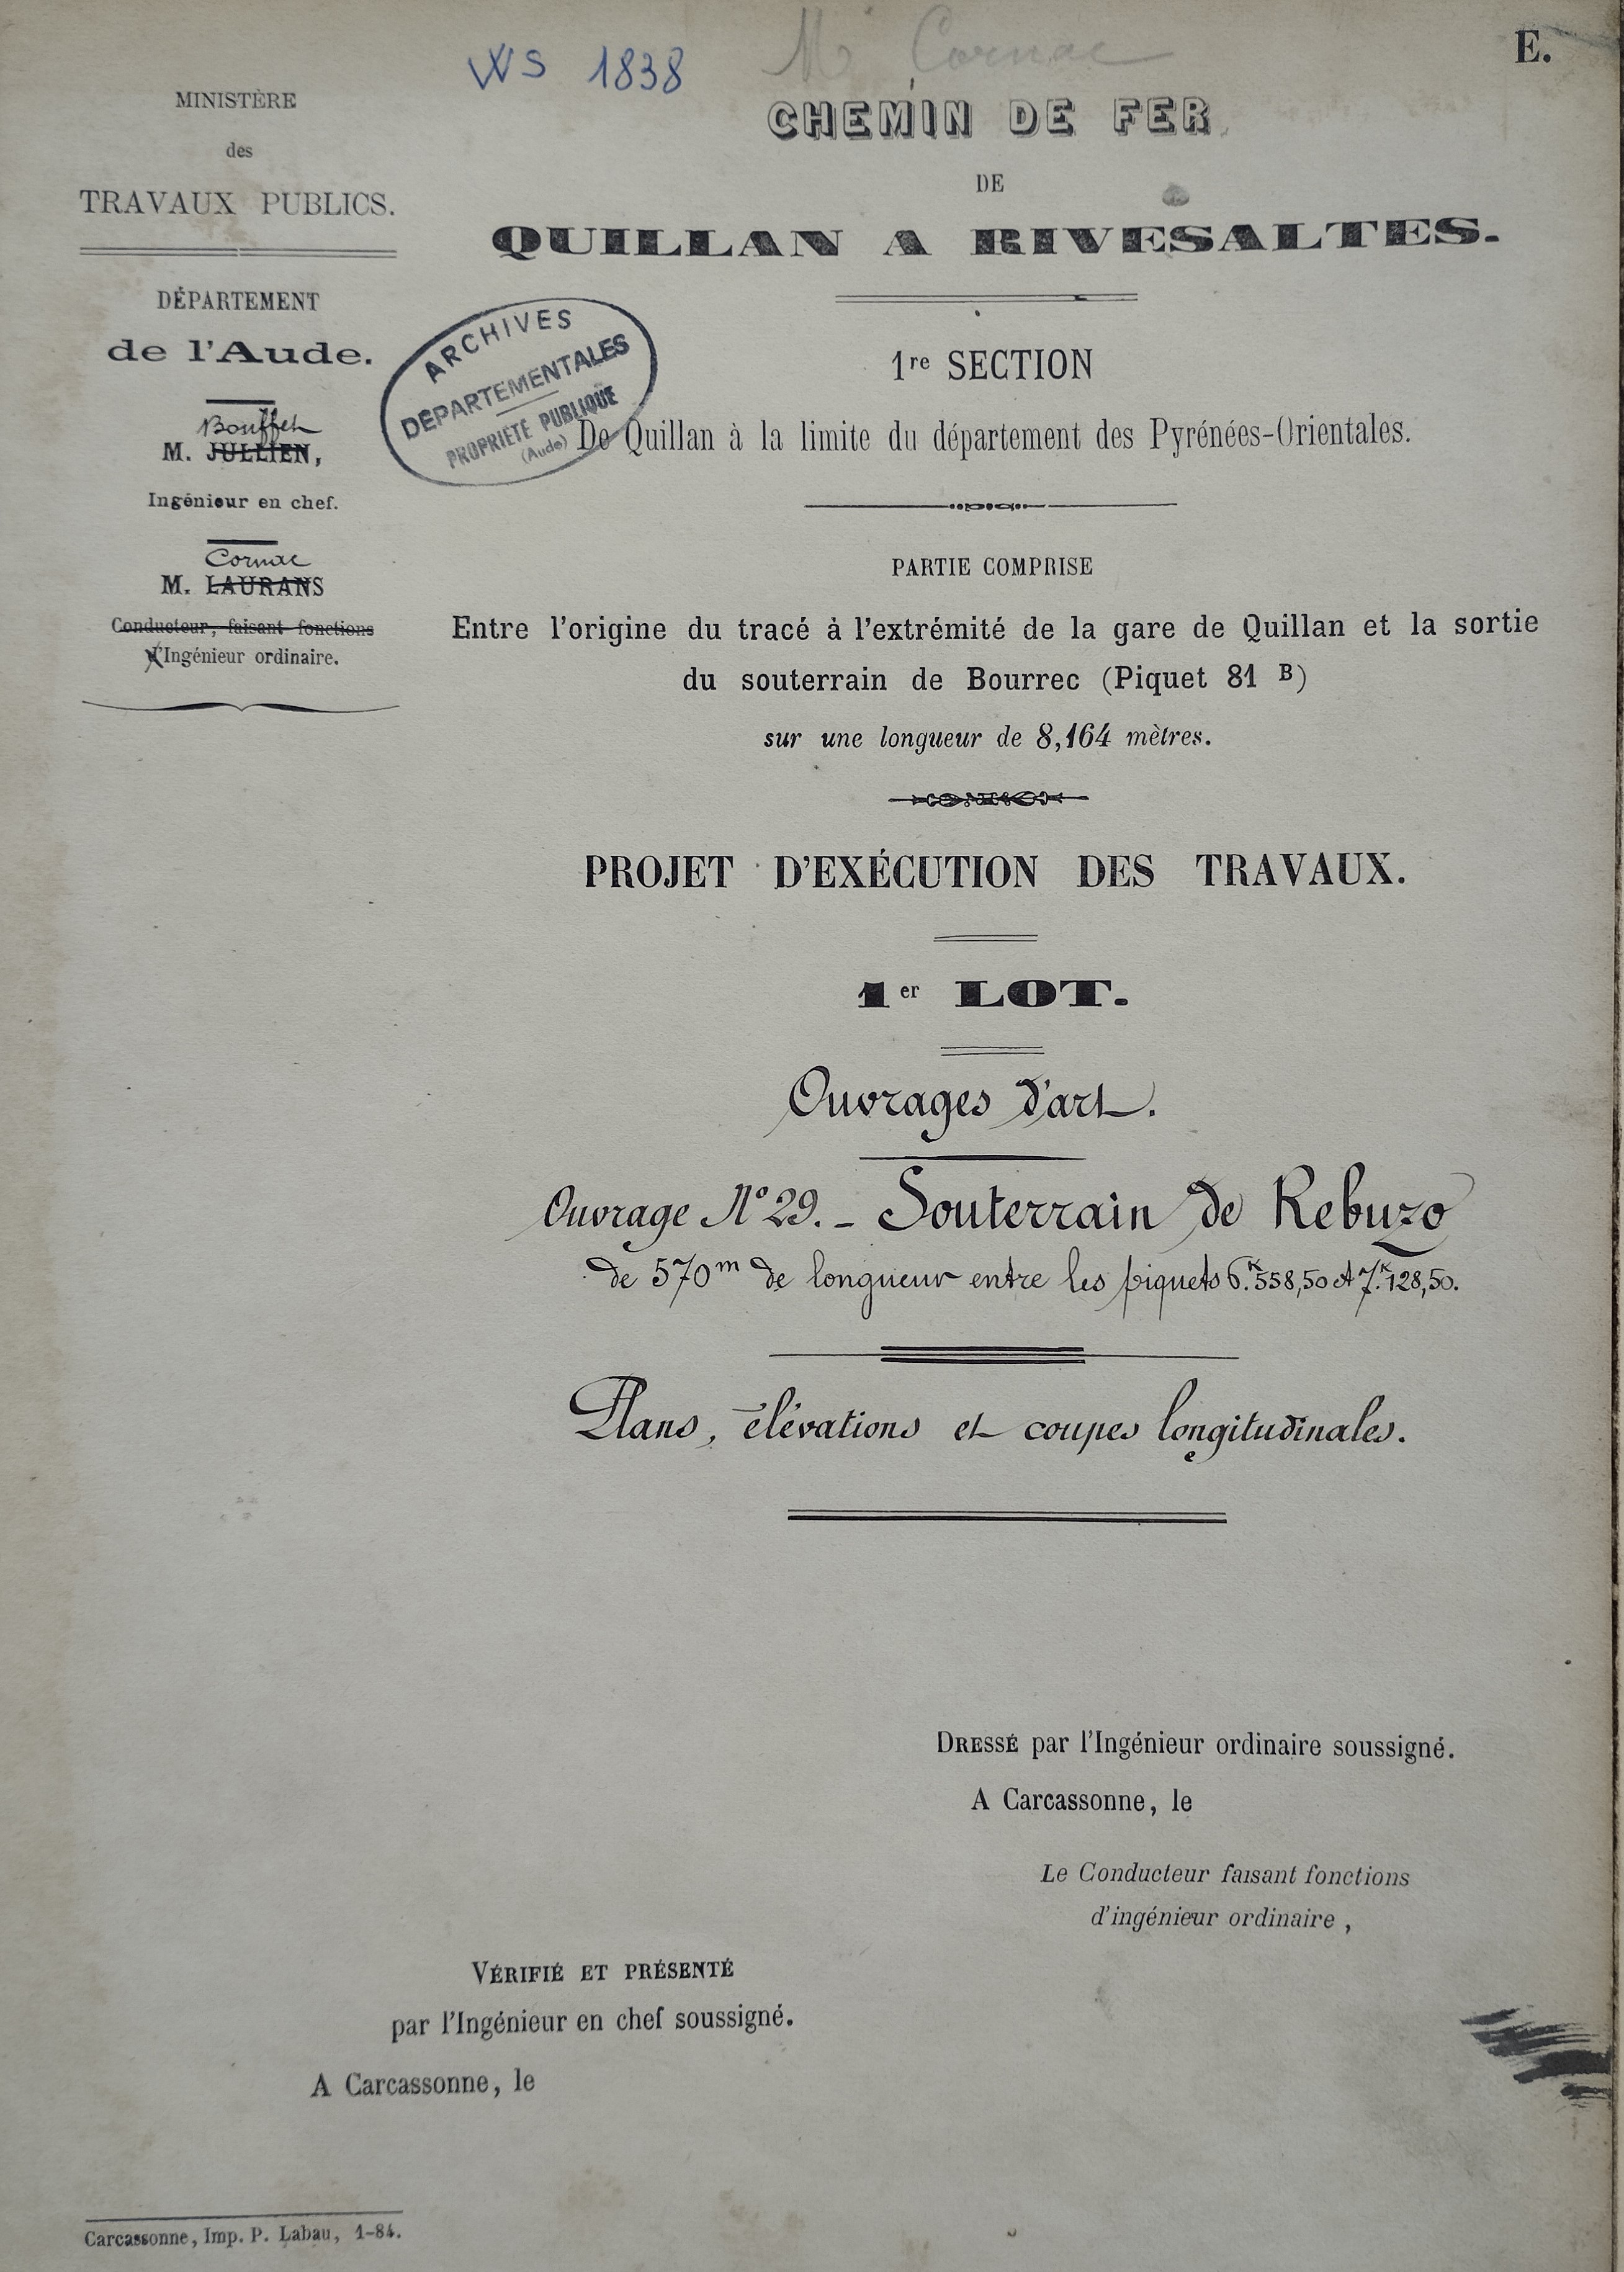 E.
WS 1838
M. Cornac
MINISTÈRE
des
TRAVAUX PUBLICS.
DÉPARTEMENT
de l'Aude.
Bouffet
M. JULLIEN,
Ingénieur en chef.
Cornac
M. LAURANS
Conducteur, faisant fonctions
d'Ingénieur ordinaire.
CHEMIN DE FER
DE
QUILLAN A RIVESALTES.
ARCHIVES
DEPARTEMENTALES
PROPRIÉTÉ PUBLIQUE
(Aude)
1re SECTION
De Quillan à la limite du département des Pyrénées-Orientales.
PARTIE COMPRISE
Entre l'origine du tracé à l'extrémité de la gare de Quillan et la sortie
du souterrain de Bourrec (Piquet 81 B)
sur une longueur de 8,164 mètres.
PROJET D'EXÉCUTION DES TRAVAUX.
1er LOT.
Ouvrages d'art.
Ouvrage N° 29. - Souterrain de Rebuzo
de 570m de longueur entre les piquets 6.k558,50 et 7.k128,50.
Plans, élévations et coupes longitudinales.
DRESSÉ par l'Ingénieur ordinaire soussigné.
A Carcassonne, le
Le Conducteur faisant fonctions
d'ingénieur ordinaire,
VÉRIFIÉ ET PRÉSENTÉ
par l'Ingénieur en chef soussigné.
A Carcassonne, le
Carcassonne, Imp. P. Labau, 1-84.